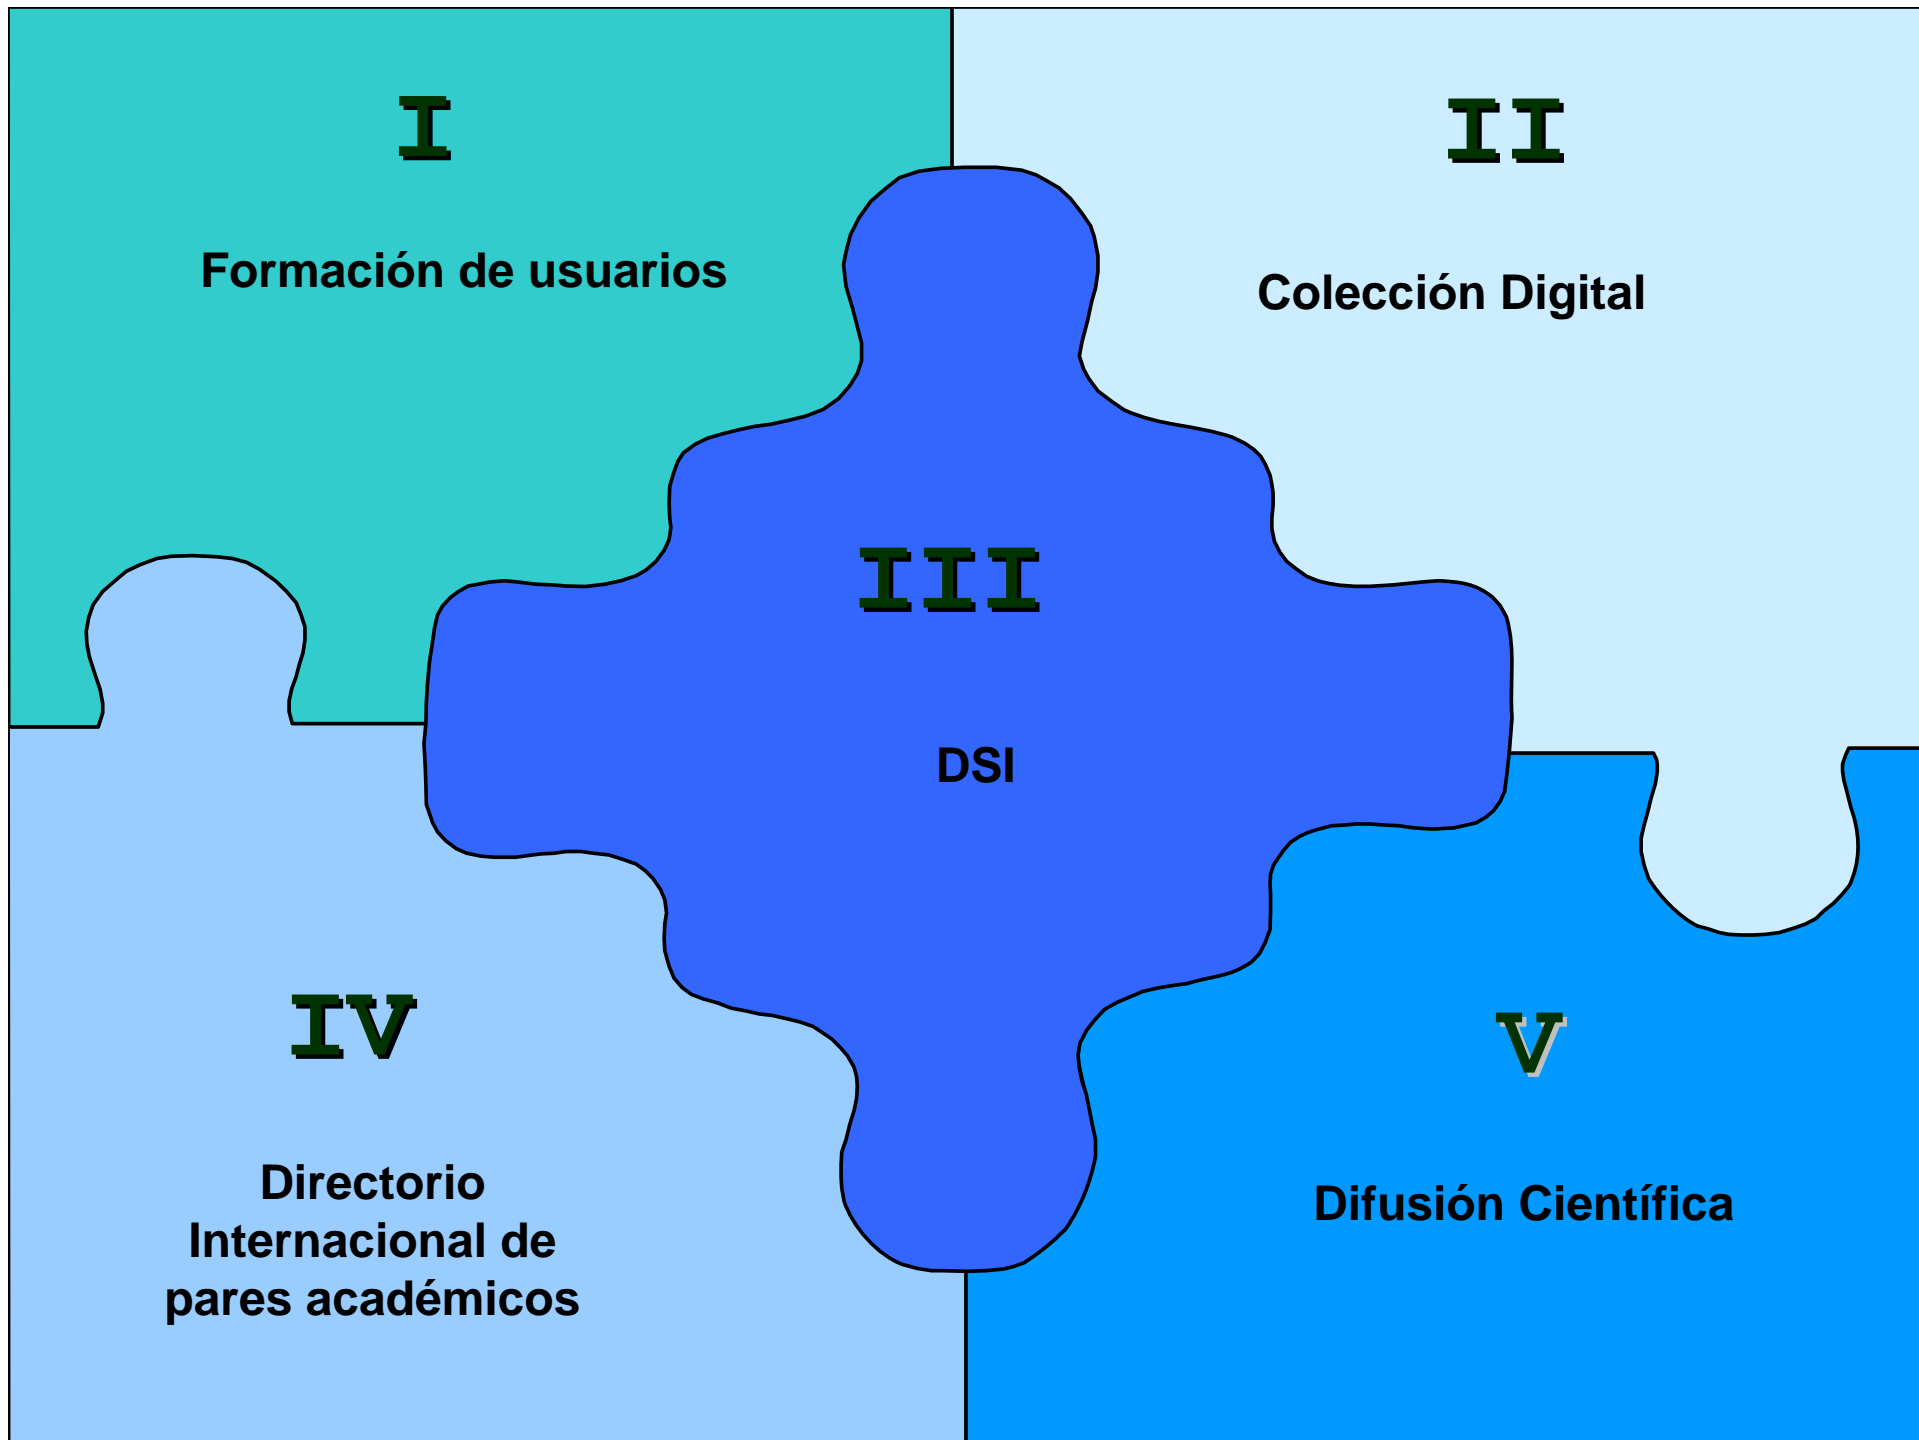 I
Formación de usuarios
II
Colección Digital
III
DSI
IV
Directorio
Internacional de
pares académicos
V
Difusión Científica